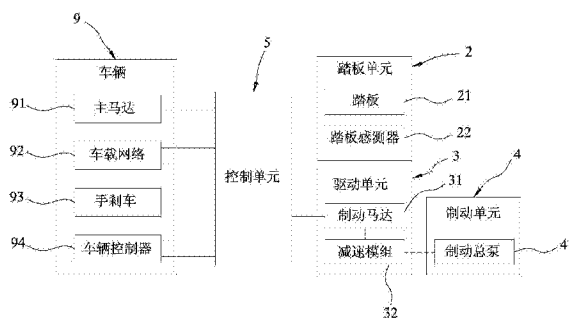 9
车辆
91
主马达
92
车载网络
93
手刹车
94
车辆控制器
5
控制单元
2
踏板单元
踏板
21
踏板感测器
22
3
驱动单元
31
制动马达
减速模组
32
4
制动单元
制动总泵
4